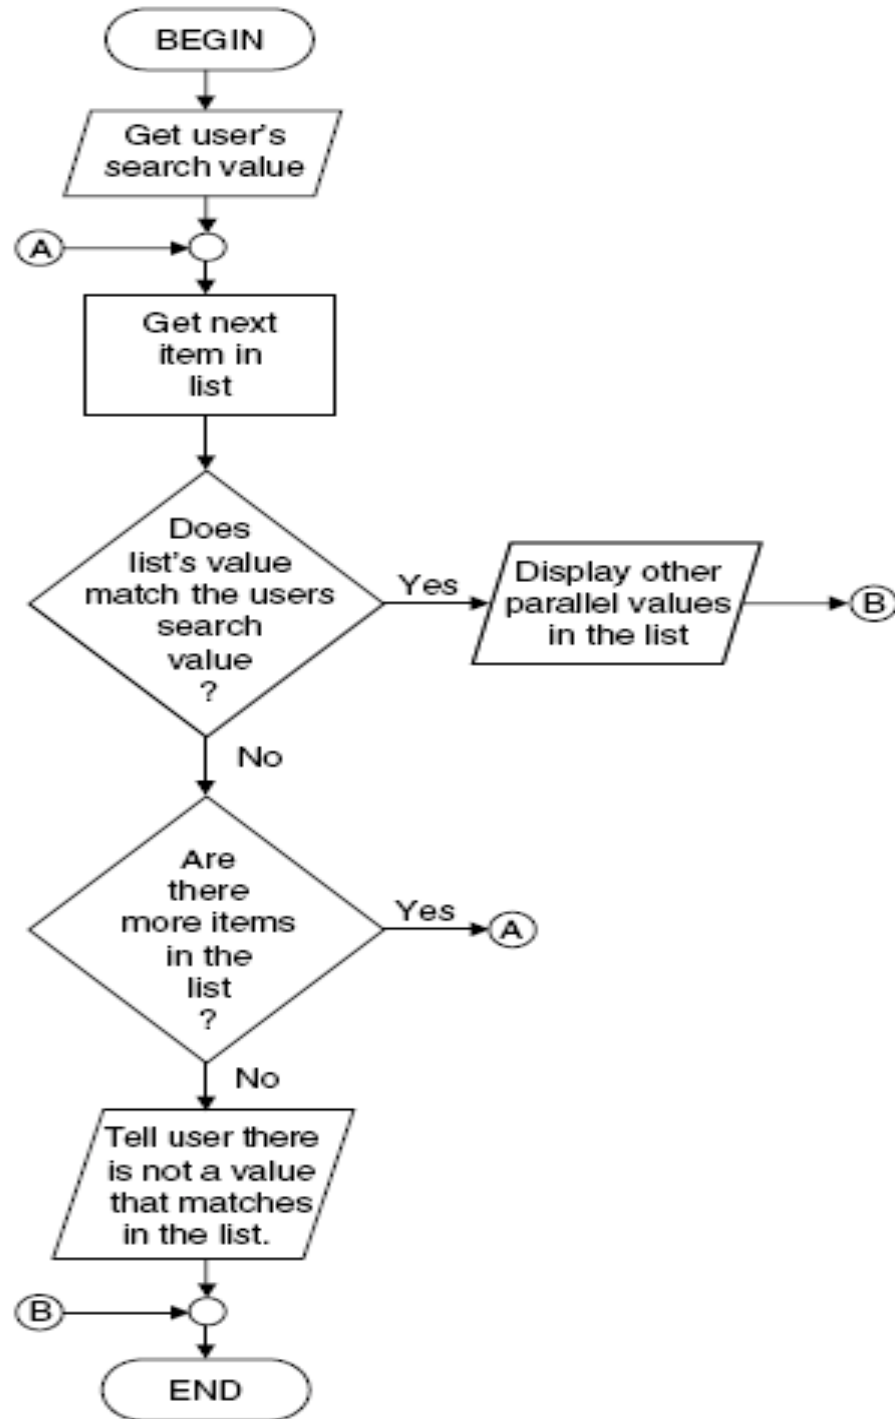 BEGIN
Get user's
search value
A
Get next
item in
list
Does
list's value
match the users
search
value
?
Yes
Display other
parallel values
in the list
B
No
Are
there
more items
in the
list
?
Yes
A
No
Tell user there
is not a value
that matches
in the list.
B
END